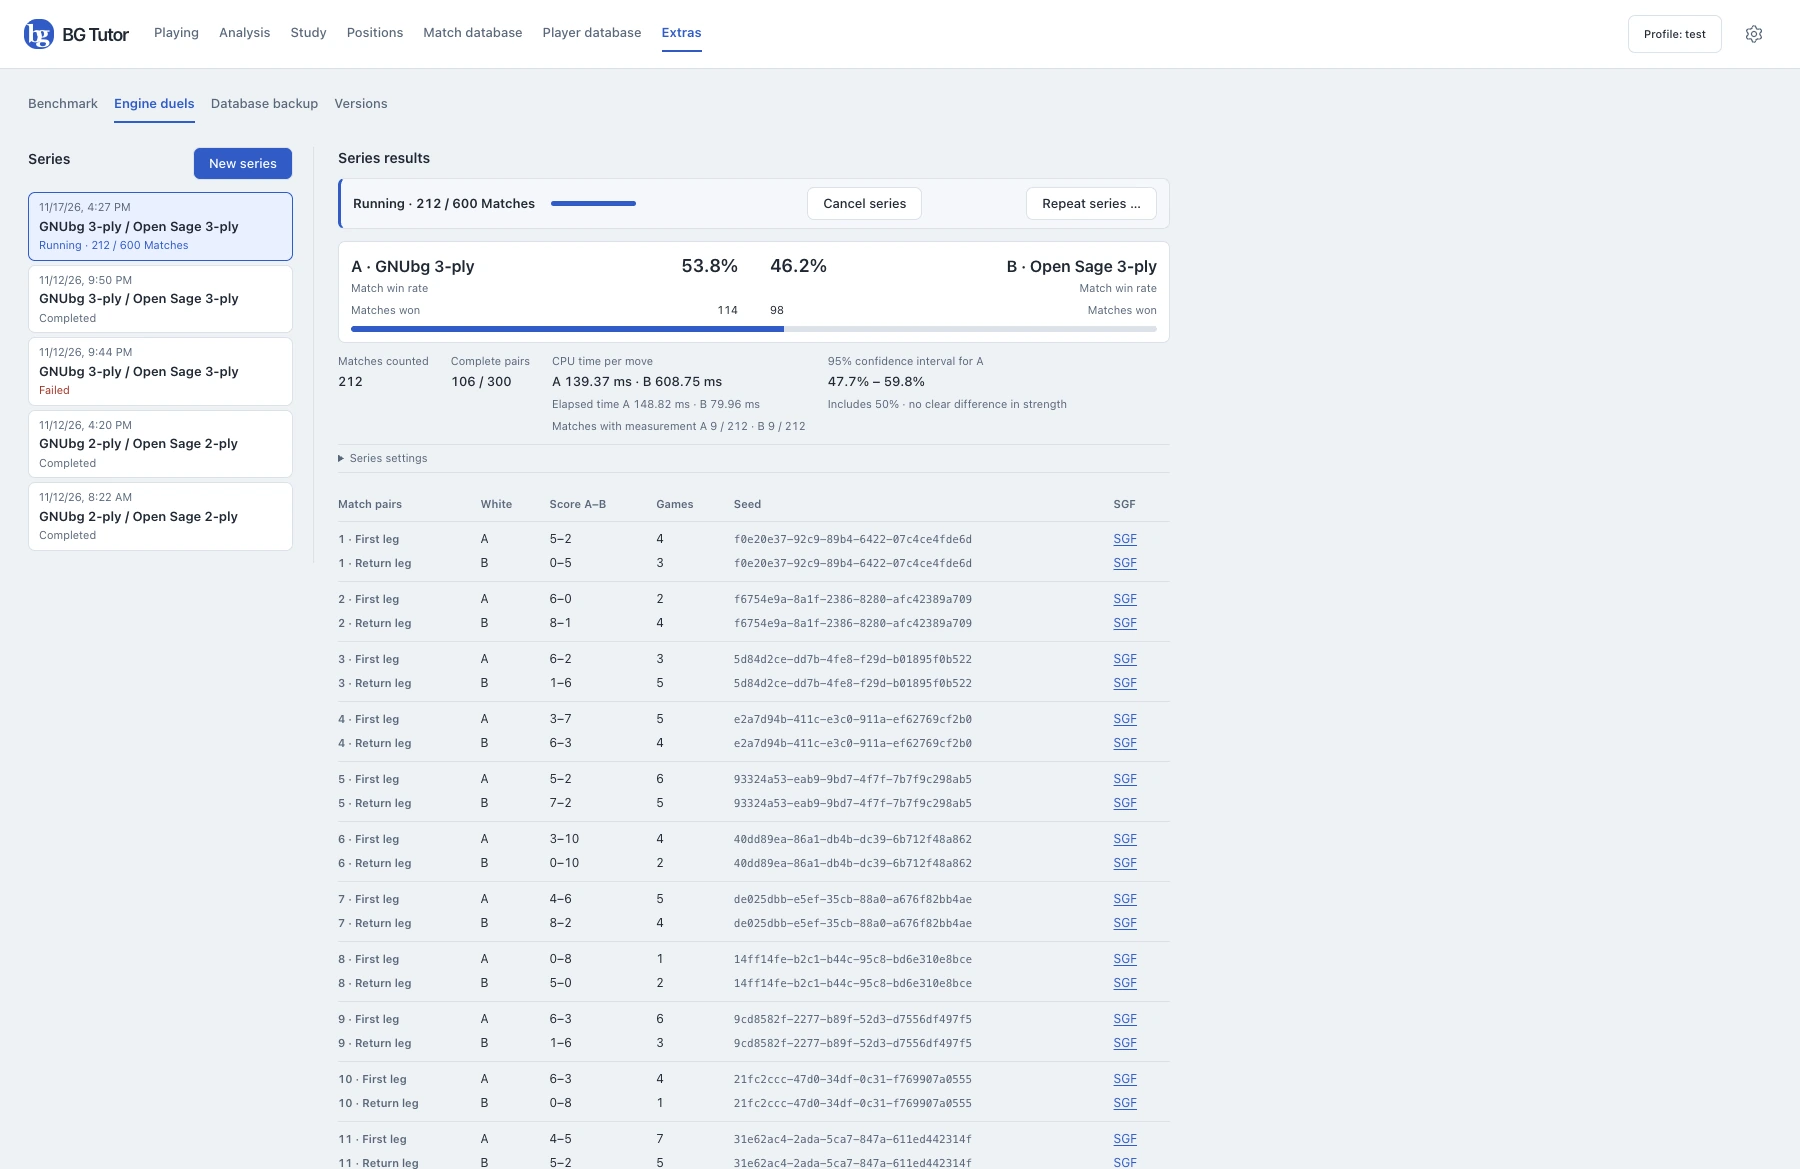 bg BG Tutor Playing Analysis Study Positions Match database Player database Extras Profile: test
Benchmark Engine duels Database backup Versions
Series New series
11/17/26, 4:27 PM
GNUbg 3-ply / Open Sage 3-ply
Running · 212 / 600 Matches
11/12/26, 9:50 PM
GNUbg 3-ply / Open Sage 3-ply
Completed
11/12/26, 9:44 PM
GNUbg 3-ply / Open Sage 3-ply
Failed
11/12/26, 4:20 PM
GNUbg 2-ply / Open Sage 2-ply
Completed
11/12/26, 8:22 AM
GNUbg 2-ply / Open Sage 2-ply
Completed
Series results
Running · 212 / 600 Matches Cancel series Repeat series ...
A · GNUbg 3-ply 53.8% 46.2% B · Open Sage 3-ply
Match win rate Match win rate
Matches won 114 98 Matches won
Matches counted Complete pairs CPU time per move 95% confidence interval for A
212 106 / 300 A 139.37 ms · B 608.75 ms 47.7% – 59.8%
Elapsed time A 148.82 ms · B 79.96 ms Includes 50% · no clear difference in strength
Matches with measurement A 9 / 212 · B 9 / 212
Series settings
Match pairs White Score A–B Games Seed SGF
1 · First leg A 5–2 4 f0e20e37-92c9-89b4-6422-07c4ce4fde6d SGF
1 · Return leg B 0–5 3 f0e20e37-92c9-89b4-6422-07c4ce4fde6d SGF
2 · First leg A 6–0 2 f6754e9a-8a1f-2386-8280-afc42389a709 SGF
2 · Return leg B 8–1 4 f6754e9a-8a1f-2386-8280-afc42389a709 SGF
3 · First leg A 6–2 3 5d84d2ce-dd7b-4fe8-f29d-b01895f0b522 SGF
3 · Return leg B 1–6 5 5d84d2ce-dd7b-4fe8-f29d-b01895f0b522 SGF
4 · First leg A 3–7 5 e2a7d94b-411c-e3c0-911a-ef62769cf2b0 SGF
4 · Return leg B 6–3 4 e2a7d94b-411c-e3c0-911a-ef62769cf2b0 SGF
5 · First leg A 5–2 6 93324a53-eab9-9bd7-4f7f-7b7f9c298ab5 SGF
5 · Return leg B 7–2 5 93324a53-eab9-9bd7-4f7f-7b7f9c298ab5 SGF
6 · First leg A 3–10 4 40dd89ea-86a1-db4b-dc39-6b712f48a862 SGF
6 · Return leg B 0–10 2 40dd89ea-86a1-db4b-dc39-6b712f48a862 SGF
7 · First leg A 4–6 5 de025dbb-e5ef-35cb-88a0-a676f82bb4ae SGF
7 · Return leg B 8–2 4 de025dbb-e5ef-35cb-88a0-a676f82bb4ae SGF
8 · First leg A 0–8 1 14ff14fe-b2c1-b44c-95c8-bd6e310e8bce SGF
8 · Return leg B 5–0 2 14ff14fe-b2c1-b44c-95c8-bd6e310e8bce SGF
9 · First leg A 6–3 6 9cd8582f-2277-b89f-52d3-d7556df497f5 SGF
9 · Return leg B 1–6 3 9cd8582f-2277-b89f-52d3-d7556df497f5 SGF
10 · First leg A 6–3 4 21fc2ccc-47d0-34df-0c31-f769907a0555 SGF
10 · Return leg B 0–8 1 21fc2ccc-47d0-34df-0c31-f769907a0555 SGF
11 · First leg A 4–5 7 31e62ac4-2ada-5ca7-847a-611ed442314f SGF
11 · Return leg B 5–2 5 31e62ac4-2ada-5ca7-847a-611ed442314f SGF